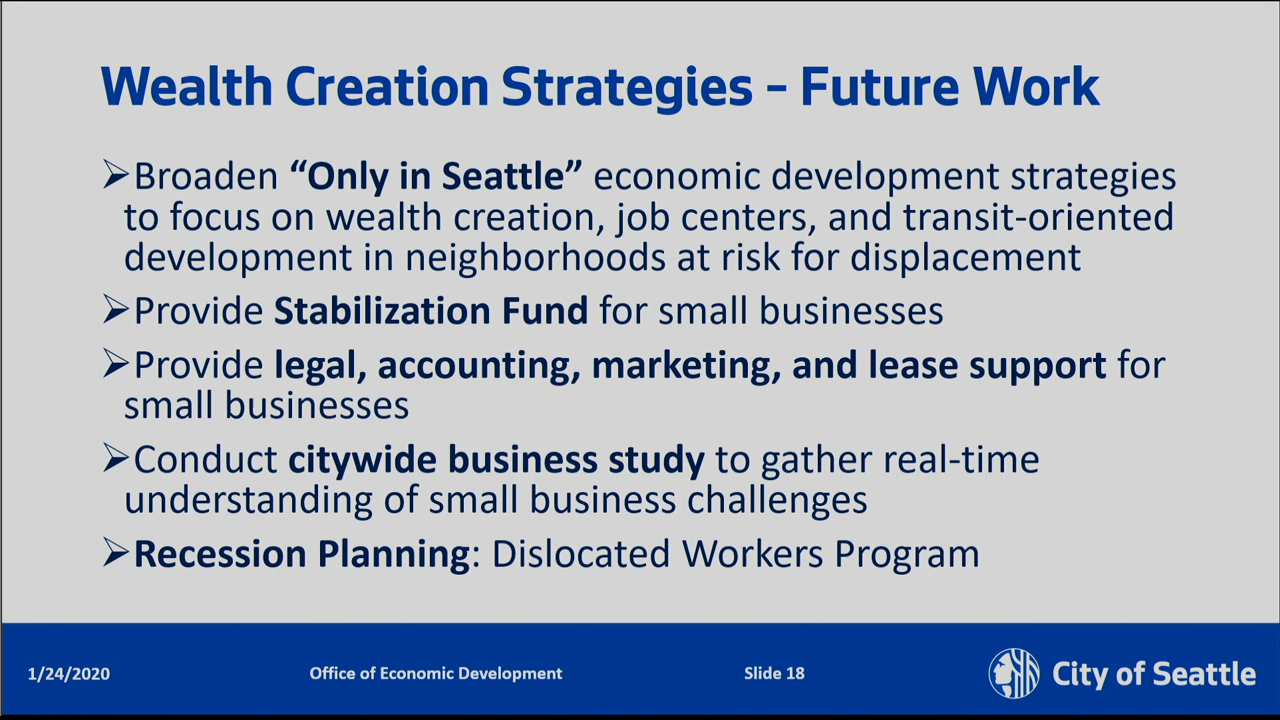 Wealth Creation Strategies – Future Work
➢Broaden “Only in Seattle” economic development strategies
to focus on wealth creation, job centers, and transit-oriented
development in neighborhoods at risk for displacement
➢Provide Stabilization Fund for small businesses
➢Provide legal, accounting, marketing, and lease support for
small businesses
➢Conduct citywide business study to gather real-time
understanding of small business challenges
➢Recession Planning: Dislocated Workers Program
1/24/2020
Office of Economic Development
Slide 18
City of Seattle